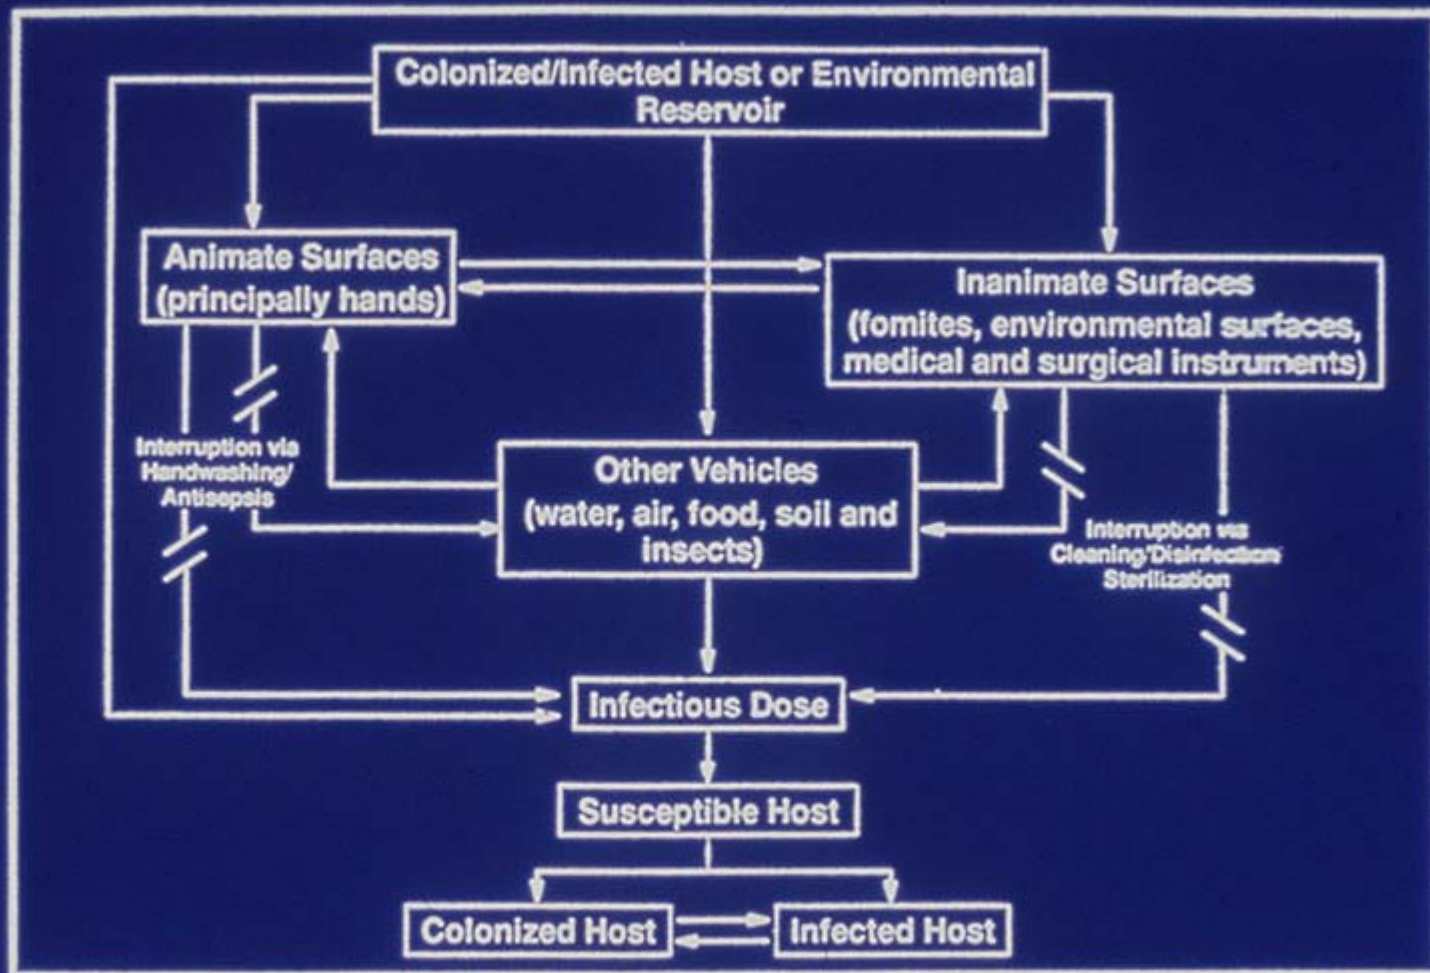 Colonized/Infected Host or Environmental
Reservoir
Animate Surfaces
(principally hands)
Inanimate Surfaces
(fomites, environmental surfaces,
medical and surgical instruments)
Interruption via
Handwashing/
Antisepsis
Other Vehicles
(water, air, food, soil and
insects)
Interruption via
Cleaning/Disinfection
Sterilization
Infectious Dose
Susceptible Host
Colonized Host
Infected Host